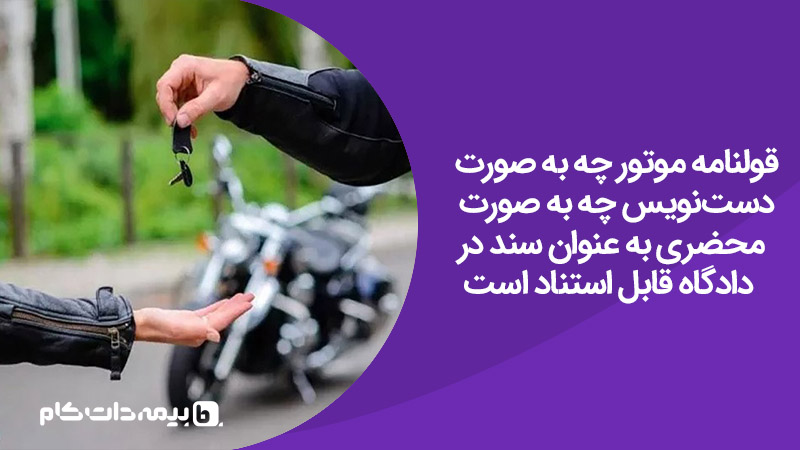 قولنامه موتور چه به صورت
دست‌نویس چه به صورت
محضری به عنوان سند در
دادگاه قابل استناد است
بیمه دات کام